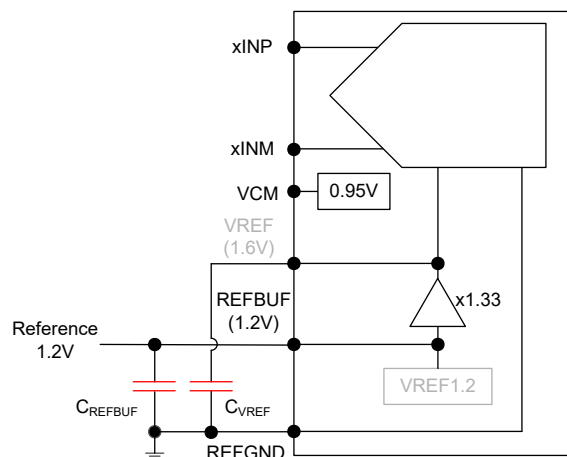 xINP
xINM
VCM
0.95V
VREF
(1.6V)
REFBUF
(1.2V)
x1.33
Reference
1.2V
VREF1.2
CREFBUF
CVREF
REFGND